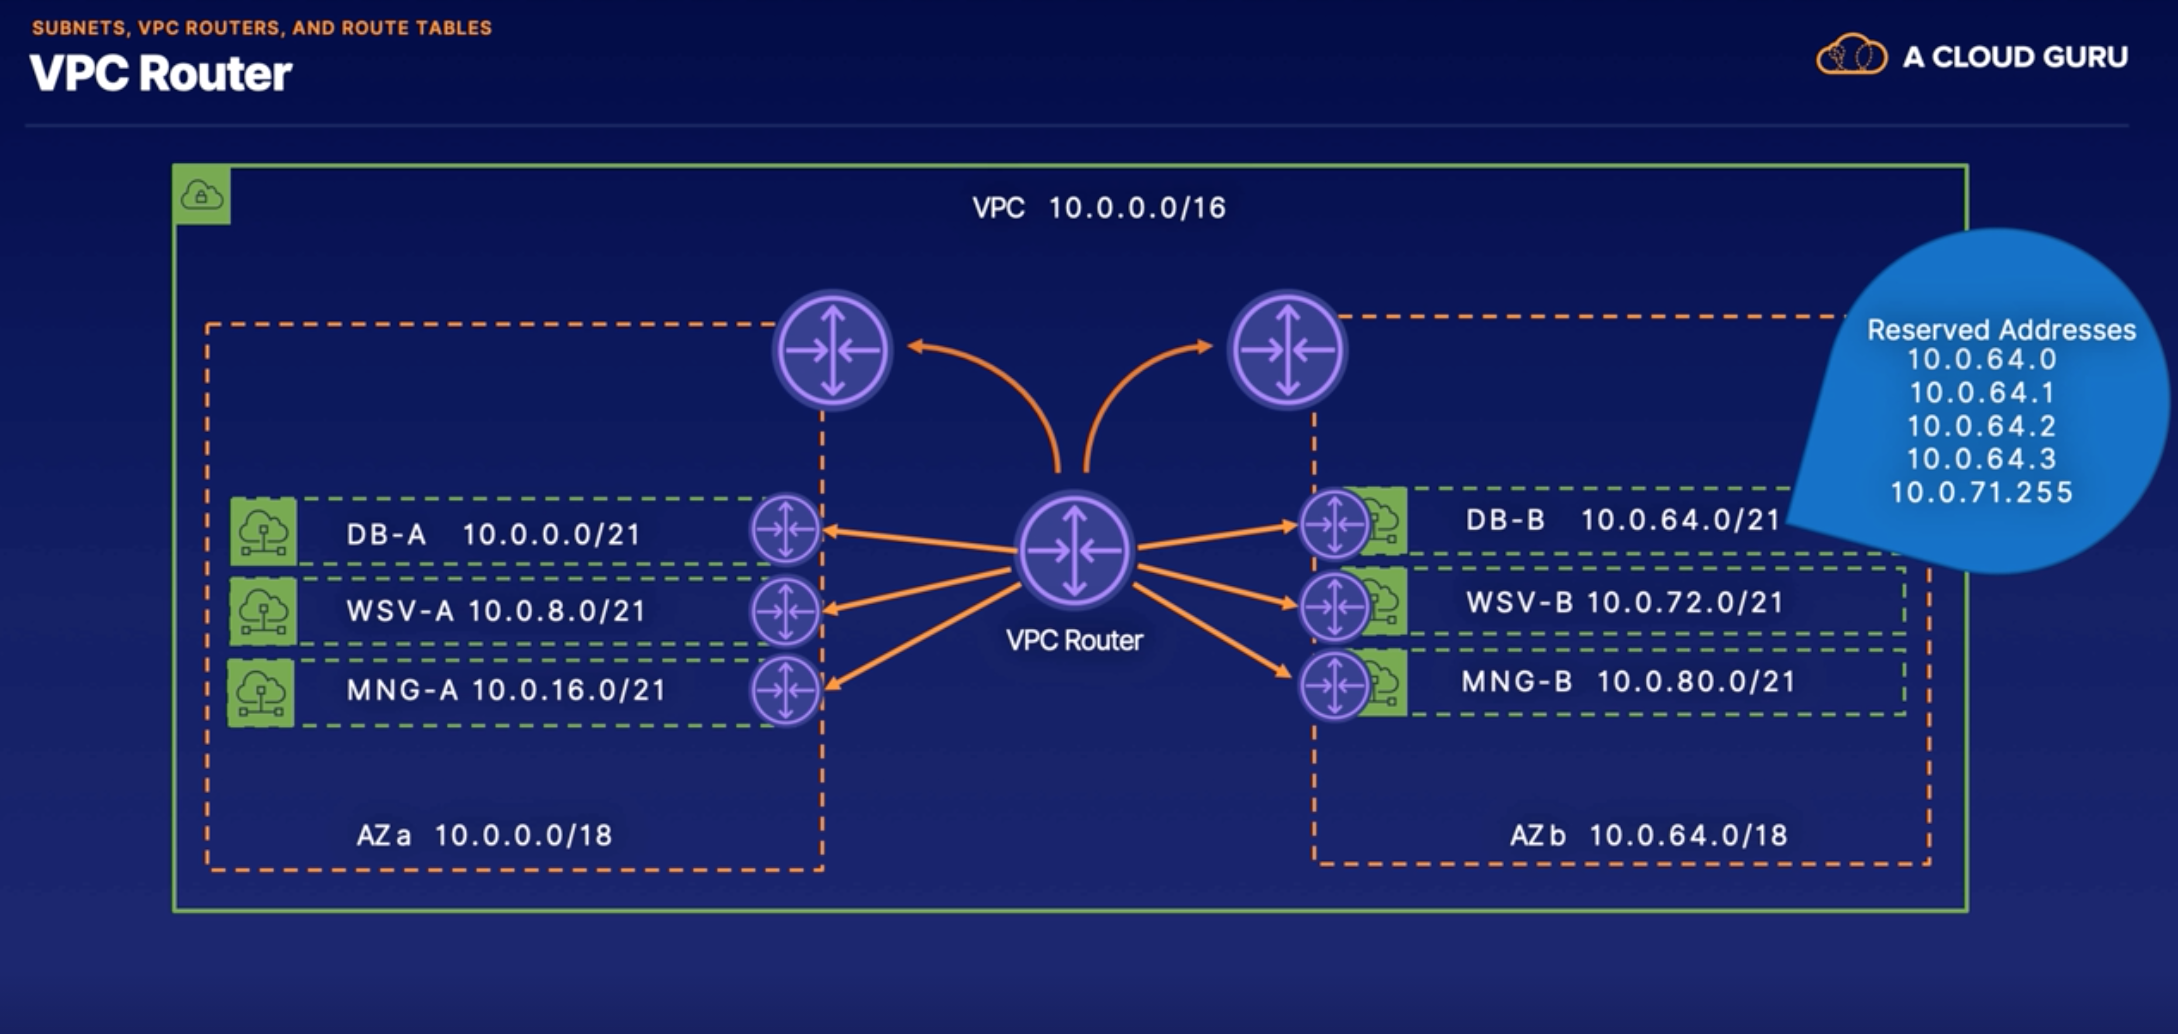 SUBNETS, VPC ROUTERS, AND ROUTE TABLES
VPC Router
A CLOUD GURU
VPC 10.0.0.0/16
Reserved Addresses
10.0.64.0
10.0.64.1
10.0.64.2
10.0.64.3
10.0.71.255
DB-A 10.0.0.0/21
WSV-A 10.0.8.0/21
MNG-A 10.0.16.0/21
VPC Router
DB-B 10.0.64.0/21
WSV-B 10.0.72.0/21
MNG-B 10.0.80.0/21
AZa 10.0.0.0/18
AZb 10.0.64.0/18